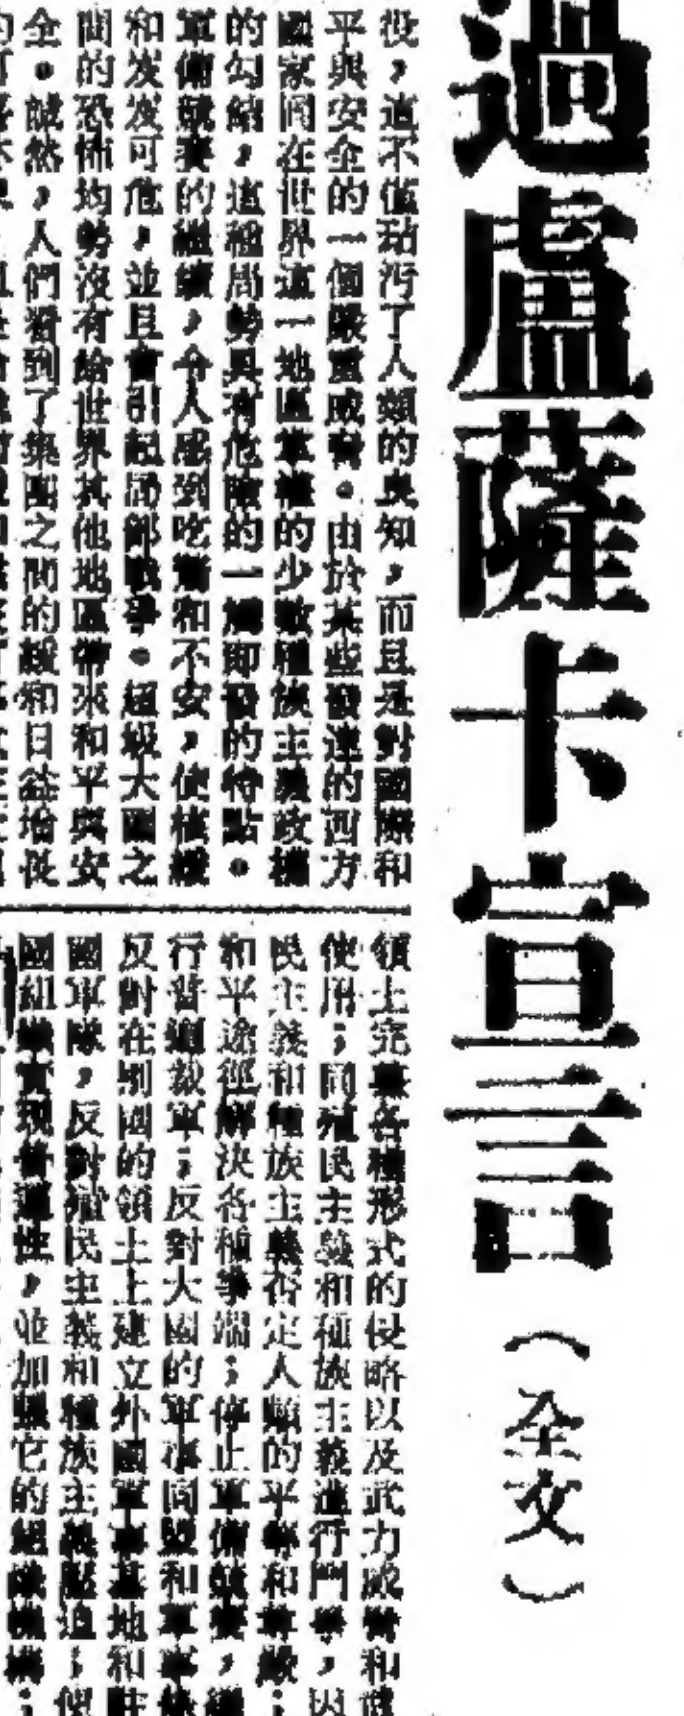 過盧薩卡宣言（全文）
役，這不僅玷污了人類的良知，而且是對國際和
平與安全的一個嚴重威脅。由於某些發達的西方
國家同在世界這一地區掌權的少數種族主義政權
的勾結，這種局勢具有危險的一觸即發的特點。
軍備競賽的繼續，令人感到吃驚和不安，使核緩
和岌岌可危，並且會引起局部戰爭。超級大國之
間的恐怖均勢沒有給世界其他地區帶來和平與安
全。誠然，人們看到了集團之間的緩和日益增長
領土完整各種形式的侵略以及武力威脅和
使用；同殖民主義和種族主義進行鬥爭，因
民主義和種族主義否定人類的平等和尊嚴；
和平途徑解決各種爭端；停止軍備競賽，
行普遍裁軍；反對大國的軍事同盟和軍事
反對在別國的領土上建立外國軍事基地和駐
國軍隊，反對殖民主義和種族主義壓迫；使
國組織實現普遍性，並加強它的組織機構；